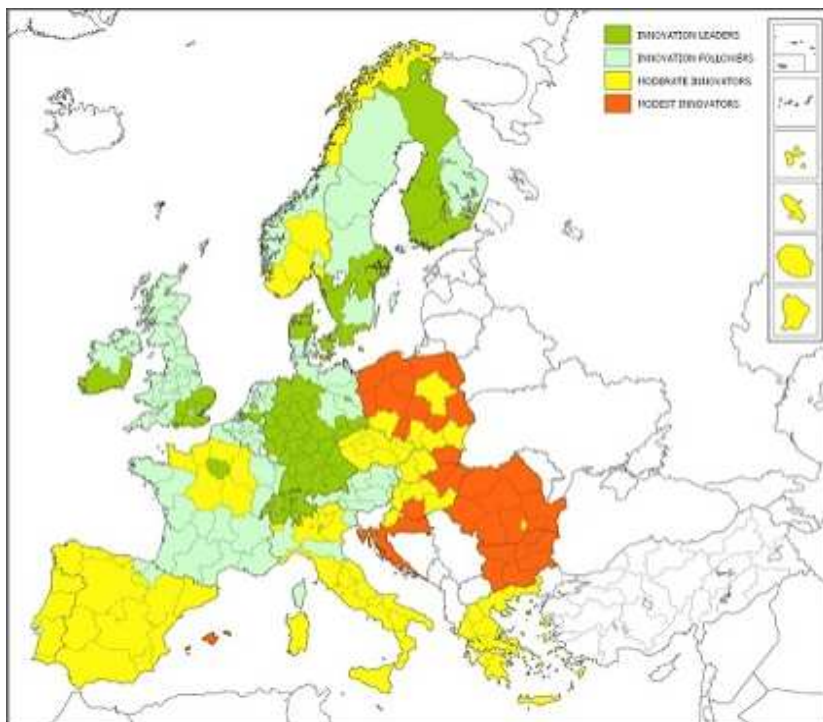 INNOVATION LEADERS
INNOVATION FOLLOWERS
MODERATE INNOVATORS
MODEST INNOVATORS